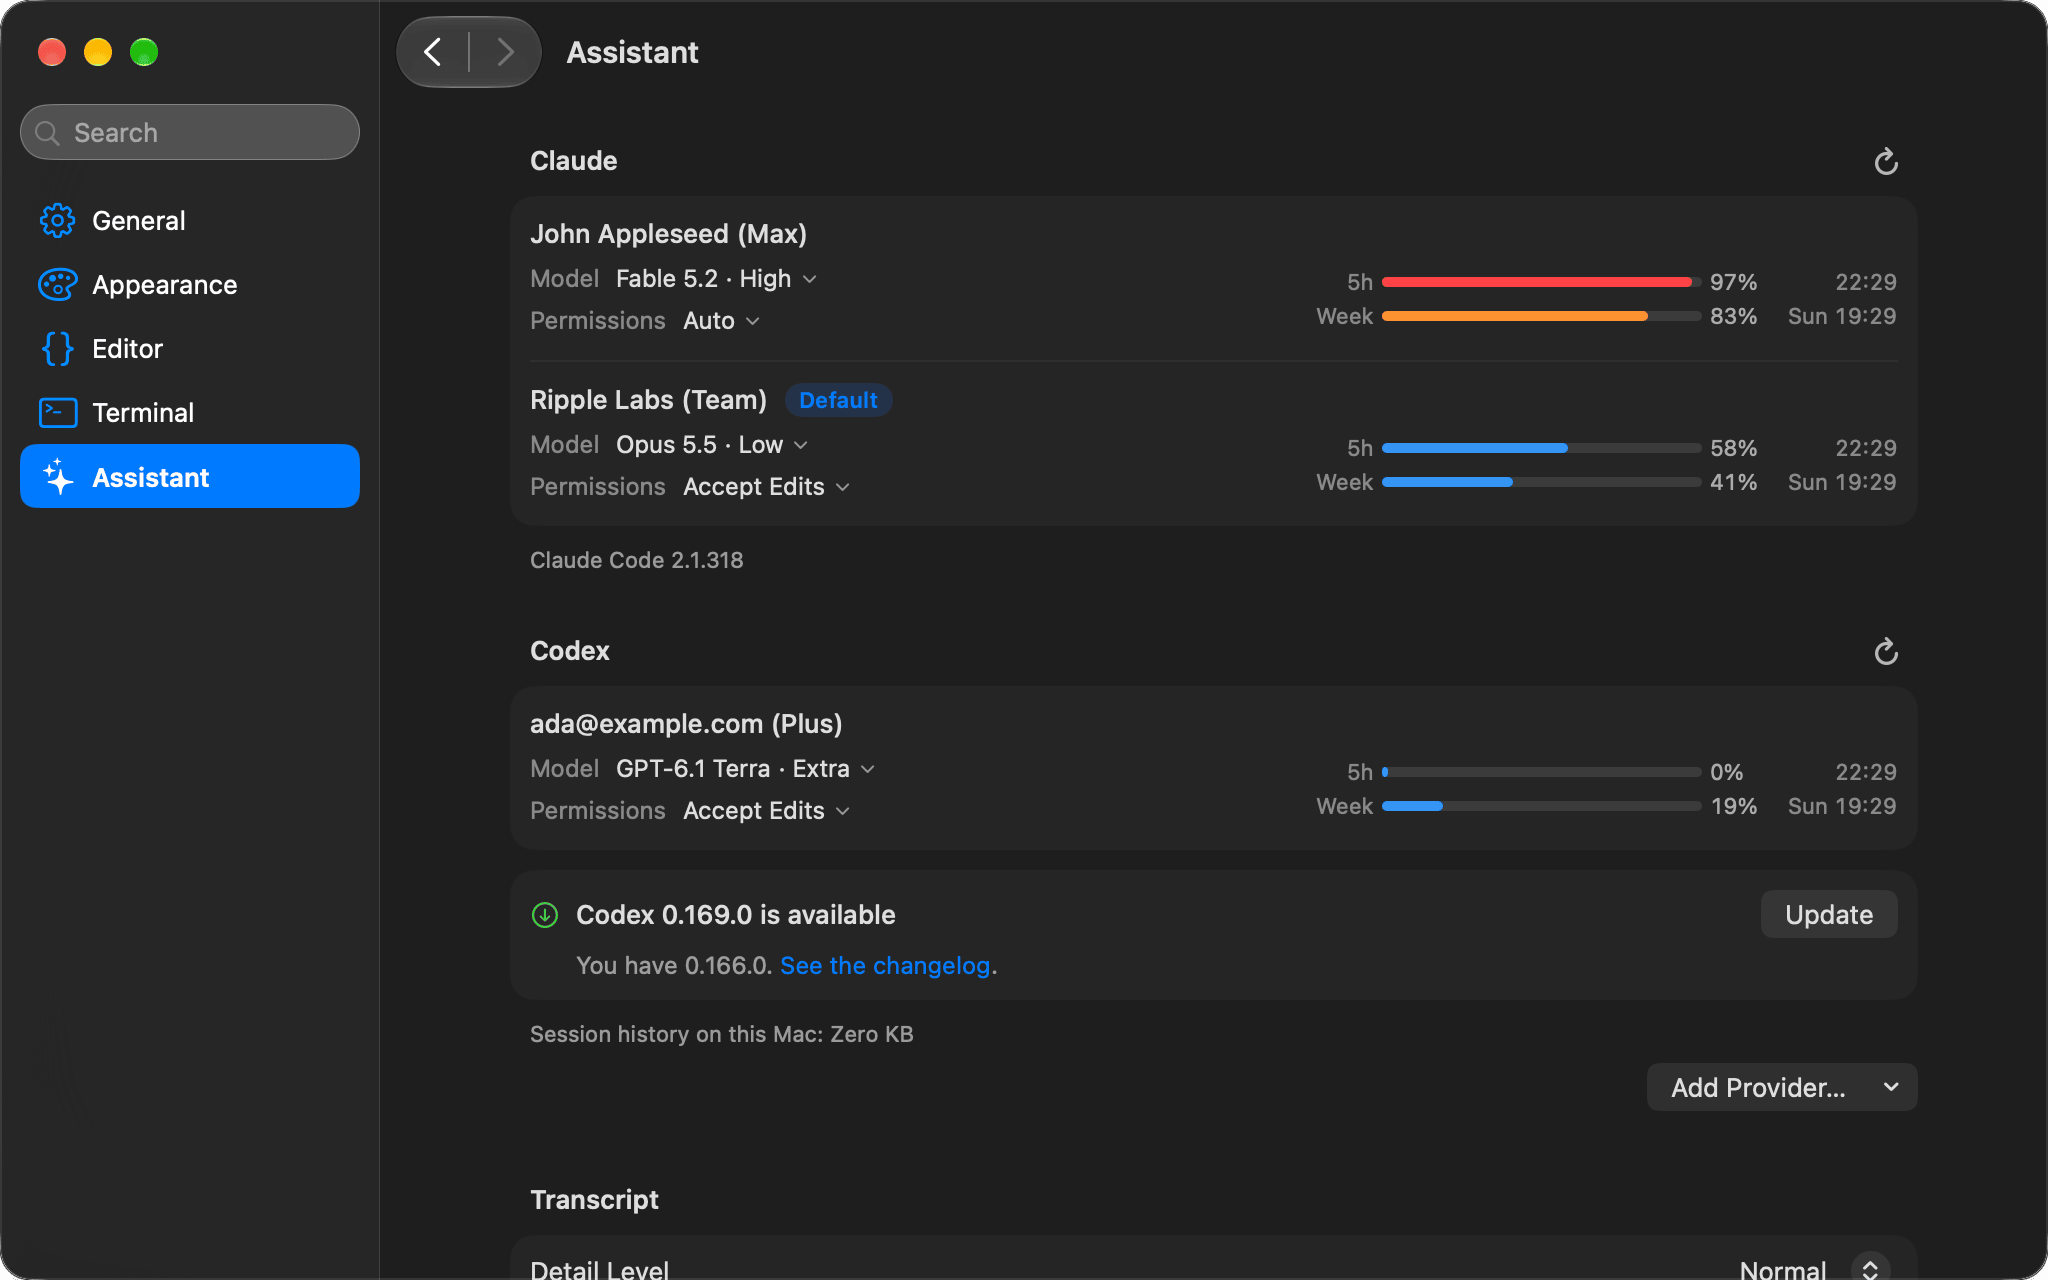 Assistant
Search
General
Appearance
Editor
Terminal
Assistant
Claude
John Appleseed (Max)
Model Fable 5.2 · High
Permissions Auto
5h 97% 22:29
Week 83% Sun 19:29
Ripple Labs (Team) Default
Model Opus 5.5 · Low
Permissions Accept Edits
5h 58% 22:29
Week 41% Sun 19:29
Claude Code 2.1.318
Codex
ada@example.com (Plus)
Model GPT-6.1 Terra · Extra
Permissions Accept Edits
5h 0% 22:29
Week 19% Sun 19:29
Codex 0.169.0 is available
Update
You have 0.166.0. See the changelog.
Session history on this Mac: Zero KB
Add Provider...
Transcript
Detail Level
Normal